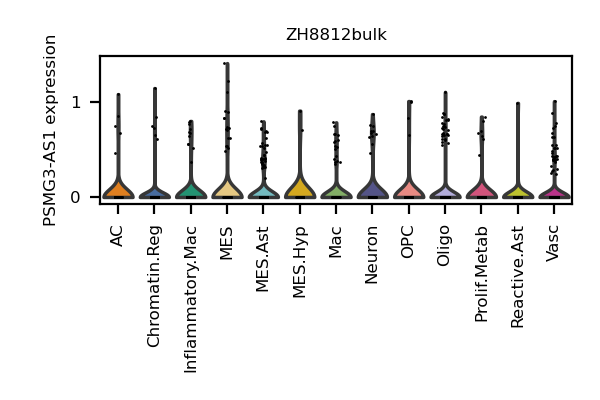 ZH8812bulk
PSMG3-AS1 expression
1
0
AC
Chromatin.Reg
Inflammatory.Mac
MES
MES.Ast
MES.Hyp
Mac
Neuron
OPC
Oligo
Prolif.Metab
Reactive.Ast
Vasc